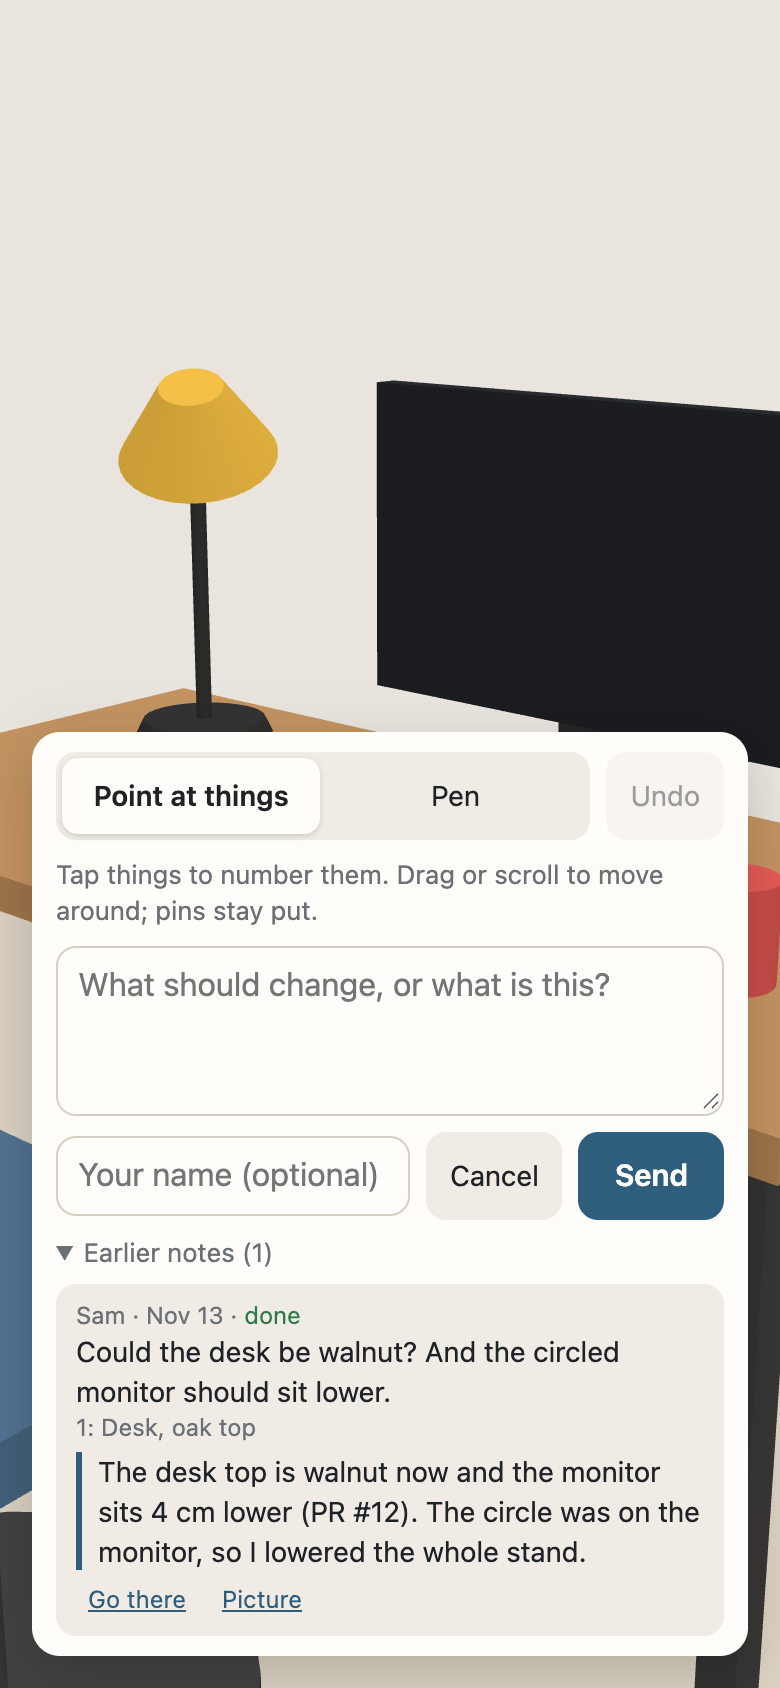 Point at things
Pen
Undo
Tap things to number them. Drag or scroll to move
around; pins stay put.
What should change, or what is this?
Your name (optional)
Cancel
Send
▼ Earlier notes (1)
Sam · Nov 13 · done
Could the desk be walnut? And the circled
monitor should sit lower.
1: Desk, oak top
The desk top is walnut now and the monitor
sits 4 cm lower (PR #12). The circle was on the
monitor, so I lowered the whole stand.
Go there
Picture